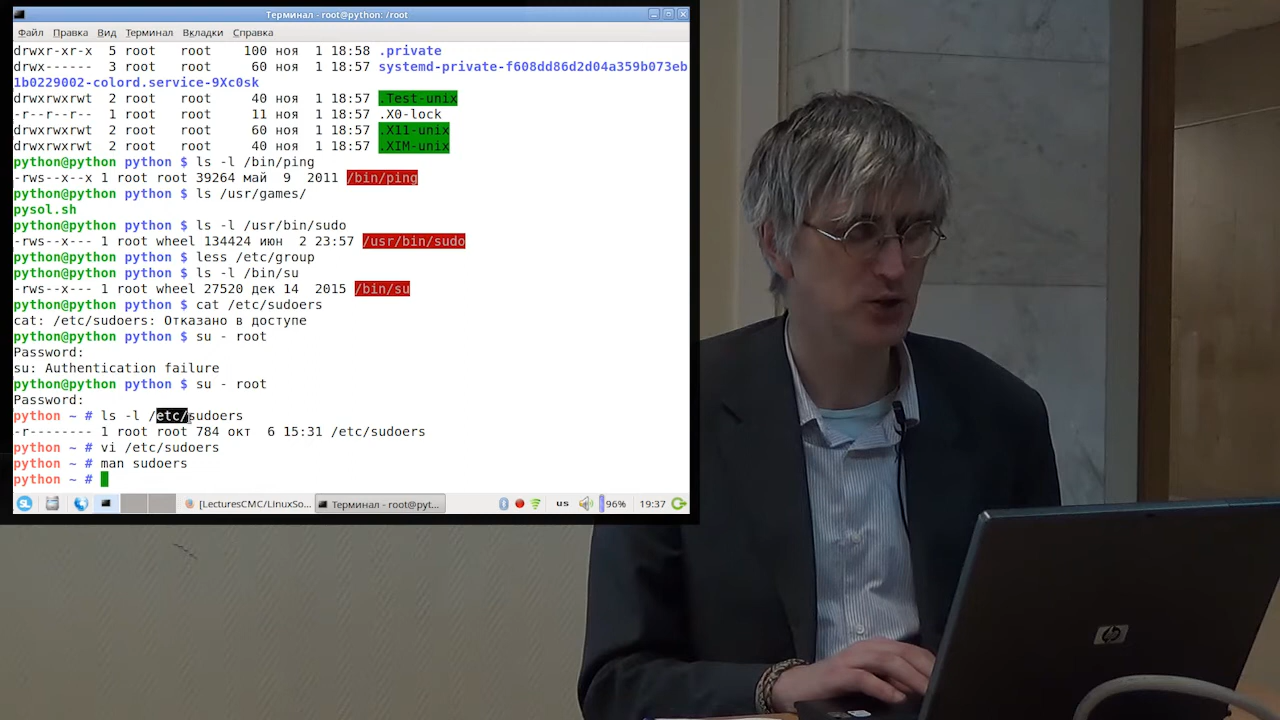 Терминал - root@python: /root
Файл Правка Вид Терминал Вкладки Справка
drwxr-xr-x 5 root root 100 ноя 1 18:58 .private
drwx------ 3 root root 60 ноя 1 18:57 systemd-private-f608dd86d2d04a359b073eb
1b0229002-colord.service-9Xc0sk
drwxrwxrwt 2 root root 40 ноя 1 18:57 .Test-unix
-r--r--r-- 1 root root 11 ноя 1 18:57 .X0-lock
drwxrwxrwt 2 root root 60 ноя 1 18:57 .X11-unix
drwxrwxrwt 2 root root 40 ноя 1 18:57 .XIM-unix
python@python python $ ls -l /bin/ping
-rws--x--x 1 root root 39264 май 9 2011 /bin/ping
python@python python $ ls /usr/games/
pysol.sh
python@python python $ ls -l /usr/bin/sudo
-rws--x--- 1 root wheel 134424 июн 2 23:57 /usr/bin/sudo
python@python python $ less /etc/group
python@python python $ ls -l /bin/su
-rws--x--- 1 root wheel 27520 дек 14 2015 /bin/su
python@python python $ cat /etc/sudoers
cat: /etc/sudoers: Отказано в доступе
python@python python $ su - root
Password:
su: Authentication failure
python@python python $ su - root
Password:
python ~ # ls -l /etc/sudoers
-r-------- 1 root root 784 окт 6 15:31 /etc/sudoers
python ~ # vi /etc/sudoers
python ~ # man sudoers
python ~ #
[LecturesCMC/LinuxSo... Терминал - root@pyt... us 96% 19:37
hp